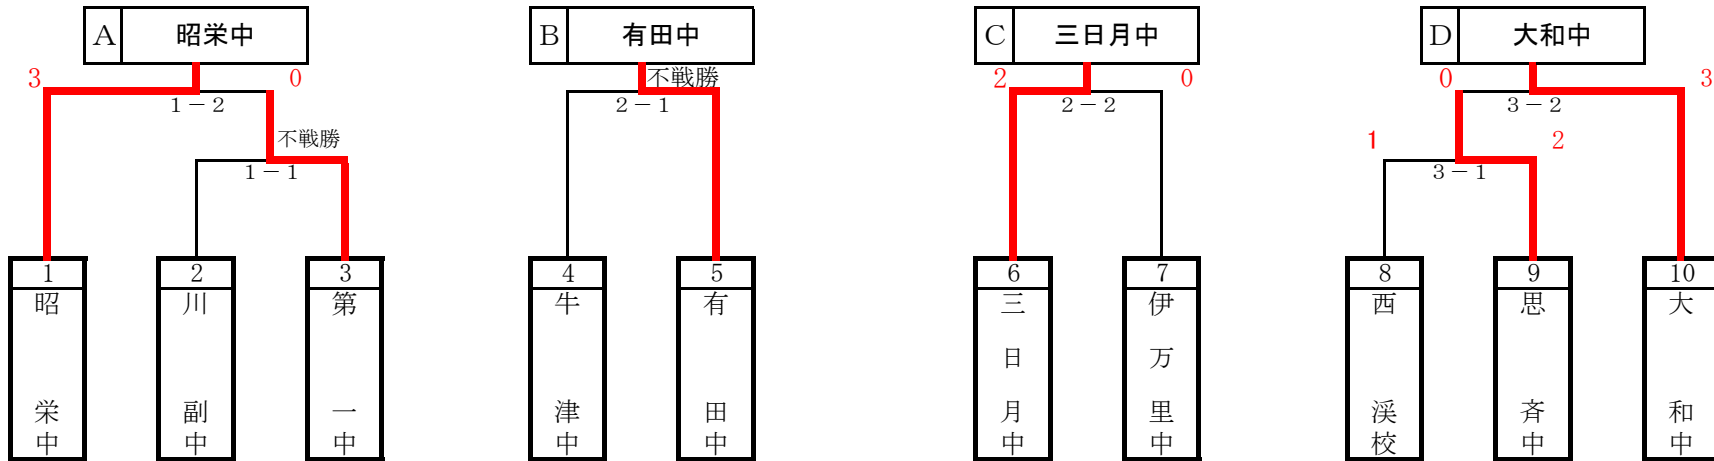 A 昭栄中 B 有田中 C 三日月中 D 大和中
3 0 不戦勝 2 0 0 3
1－2 2－1 2－2 3－2
不戦勝 1 2
1－1 3－1
1 2 3 4 5 6 7 8 9 10
昭栄中
川副中
第一中
牛津中
有田中
三日月中
伊万里中
西渓校
思斉中
大和中